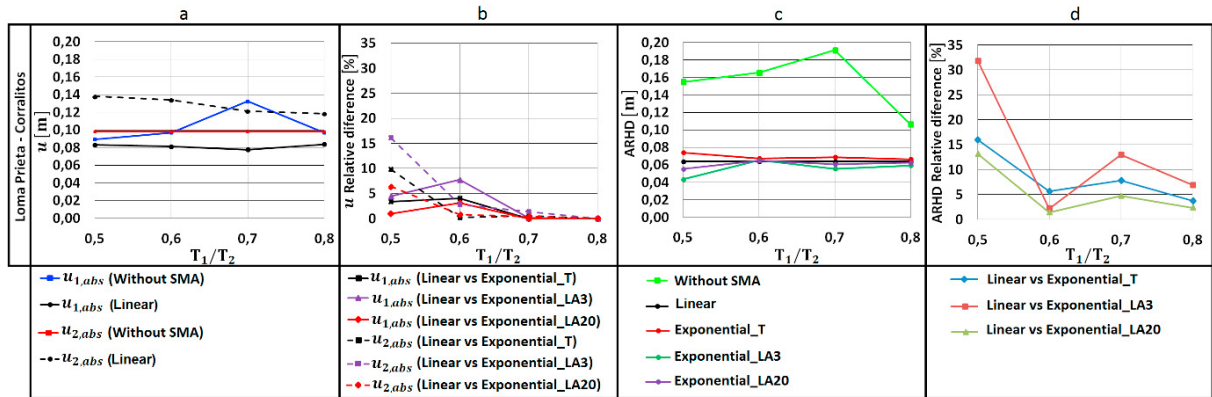 a
b
c
d
Loma Prieta - Corralitos
u [m]
0,20
0,18
0,16
0,14
0,12
0,10
0,08
0,06
0,04
0,02
0,00
0,5 0,6 0,7 0,8
T₁/T₂
u Relative diference [%]
35
30
25
20
15
10
5
0
0,5 0,6 0,7 0,8
T₁/T₂
ARHD [m]
0,20
0,18
0,16
0,14
0,12
0,10
0,08
0,06
0,04
0,02
0,00
0,5 0,6 0,7 0,8
T₁/T₂
ARHD Relative diference [%]
35
30
25
20
15
10
5
0
0,5 0,6 0,7 0,8
T₁/T₂
u₁,abs (Without SMA)
u₁,abs (Linear)
u₂,abs (Without SMA)
u₂,abs (Linear)
u₁,abs (Linear vs Exponential_T)
u₁,abs (Linear vs Exponential_LA3)
u₁,abs (Linear vs Exponential_LA20)
u₂,abs (Linear vs Exponential_T)
u₂,abs (Linear vs Exponential_LA3)
u₂,abs (Linear vs Exponential_LA20)
Without SMA
Linear
Exponential_T
Exponential_LA3
Exponential_LA20
Linear vs Exponential_T
Linear vs Exponential_LA3
Linear vs Exponential_LA20